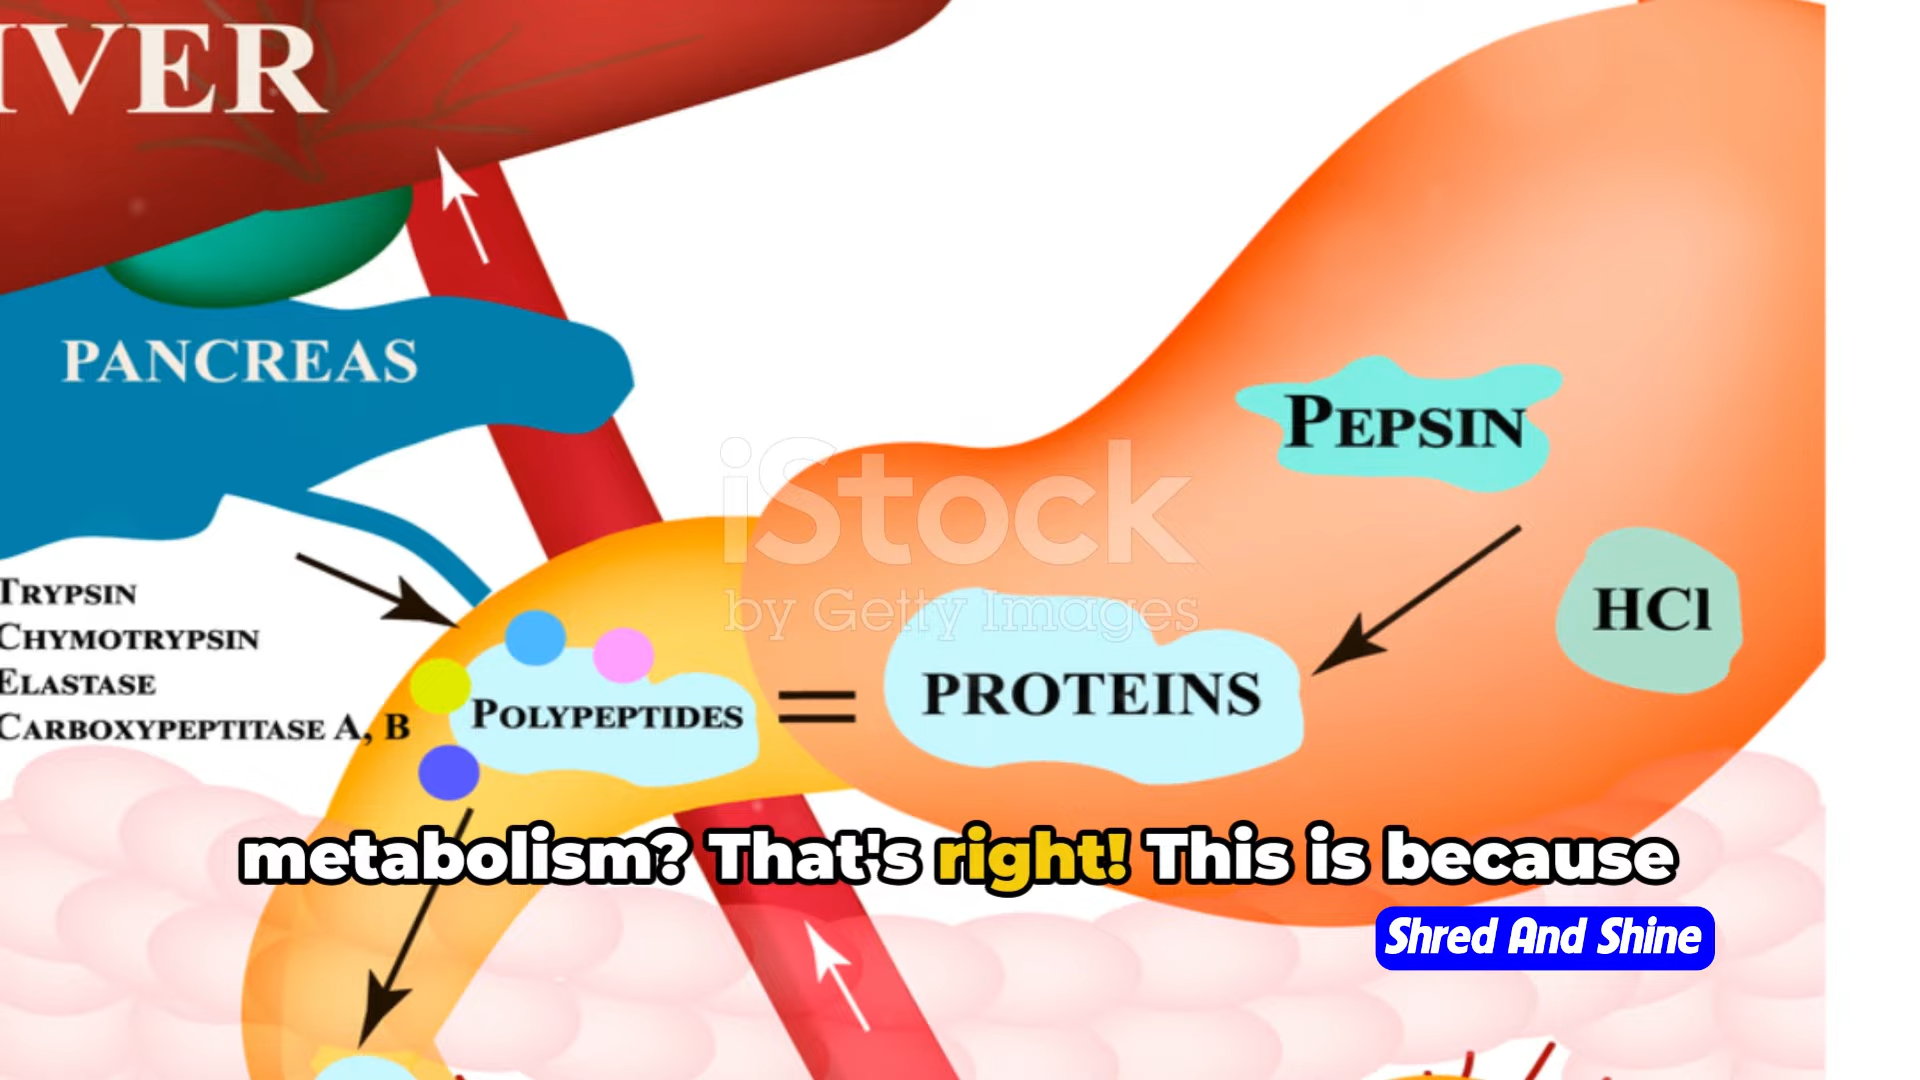 IVER
PANCREAS
PEPSIN
iStock
by Getty Images
HCl
TRYPSIN
CHYMOTRYPSIN
ELASTASE
CARBOXYPEPTITASE A, B
POLYPEPTIDES
=
PROTEINS
metabolism? That's right! This is because
Shred And Shine